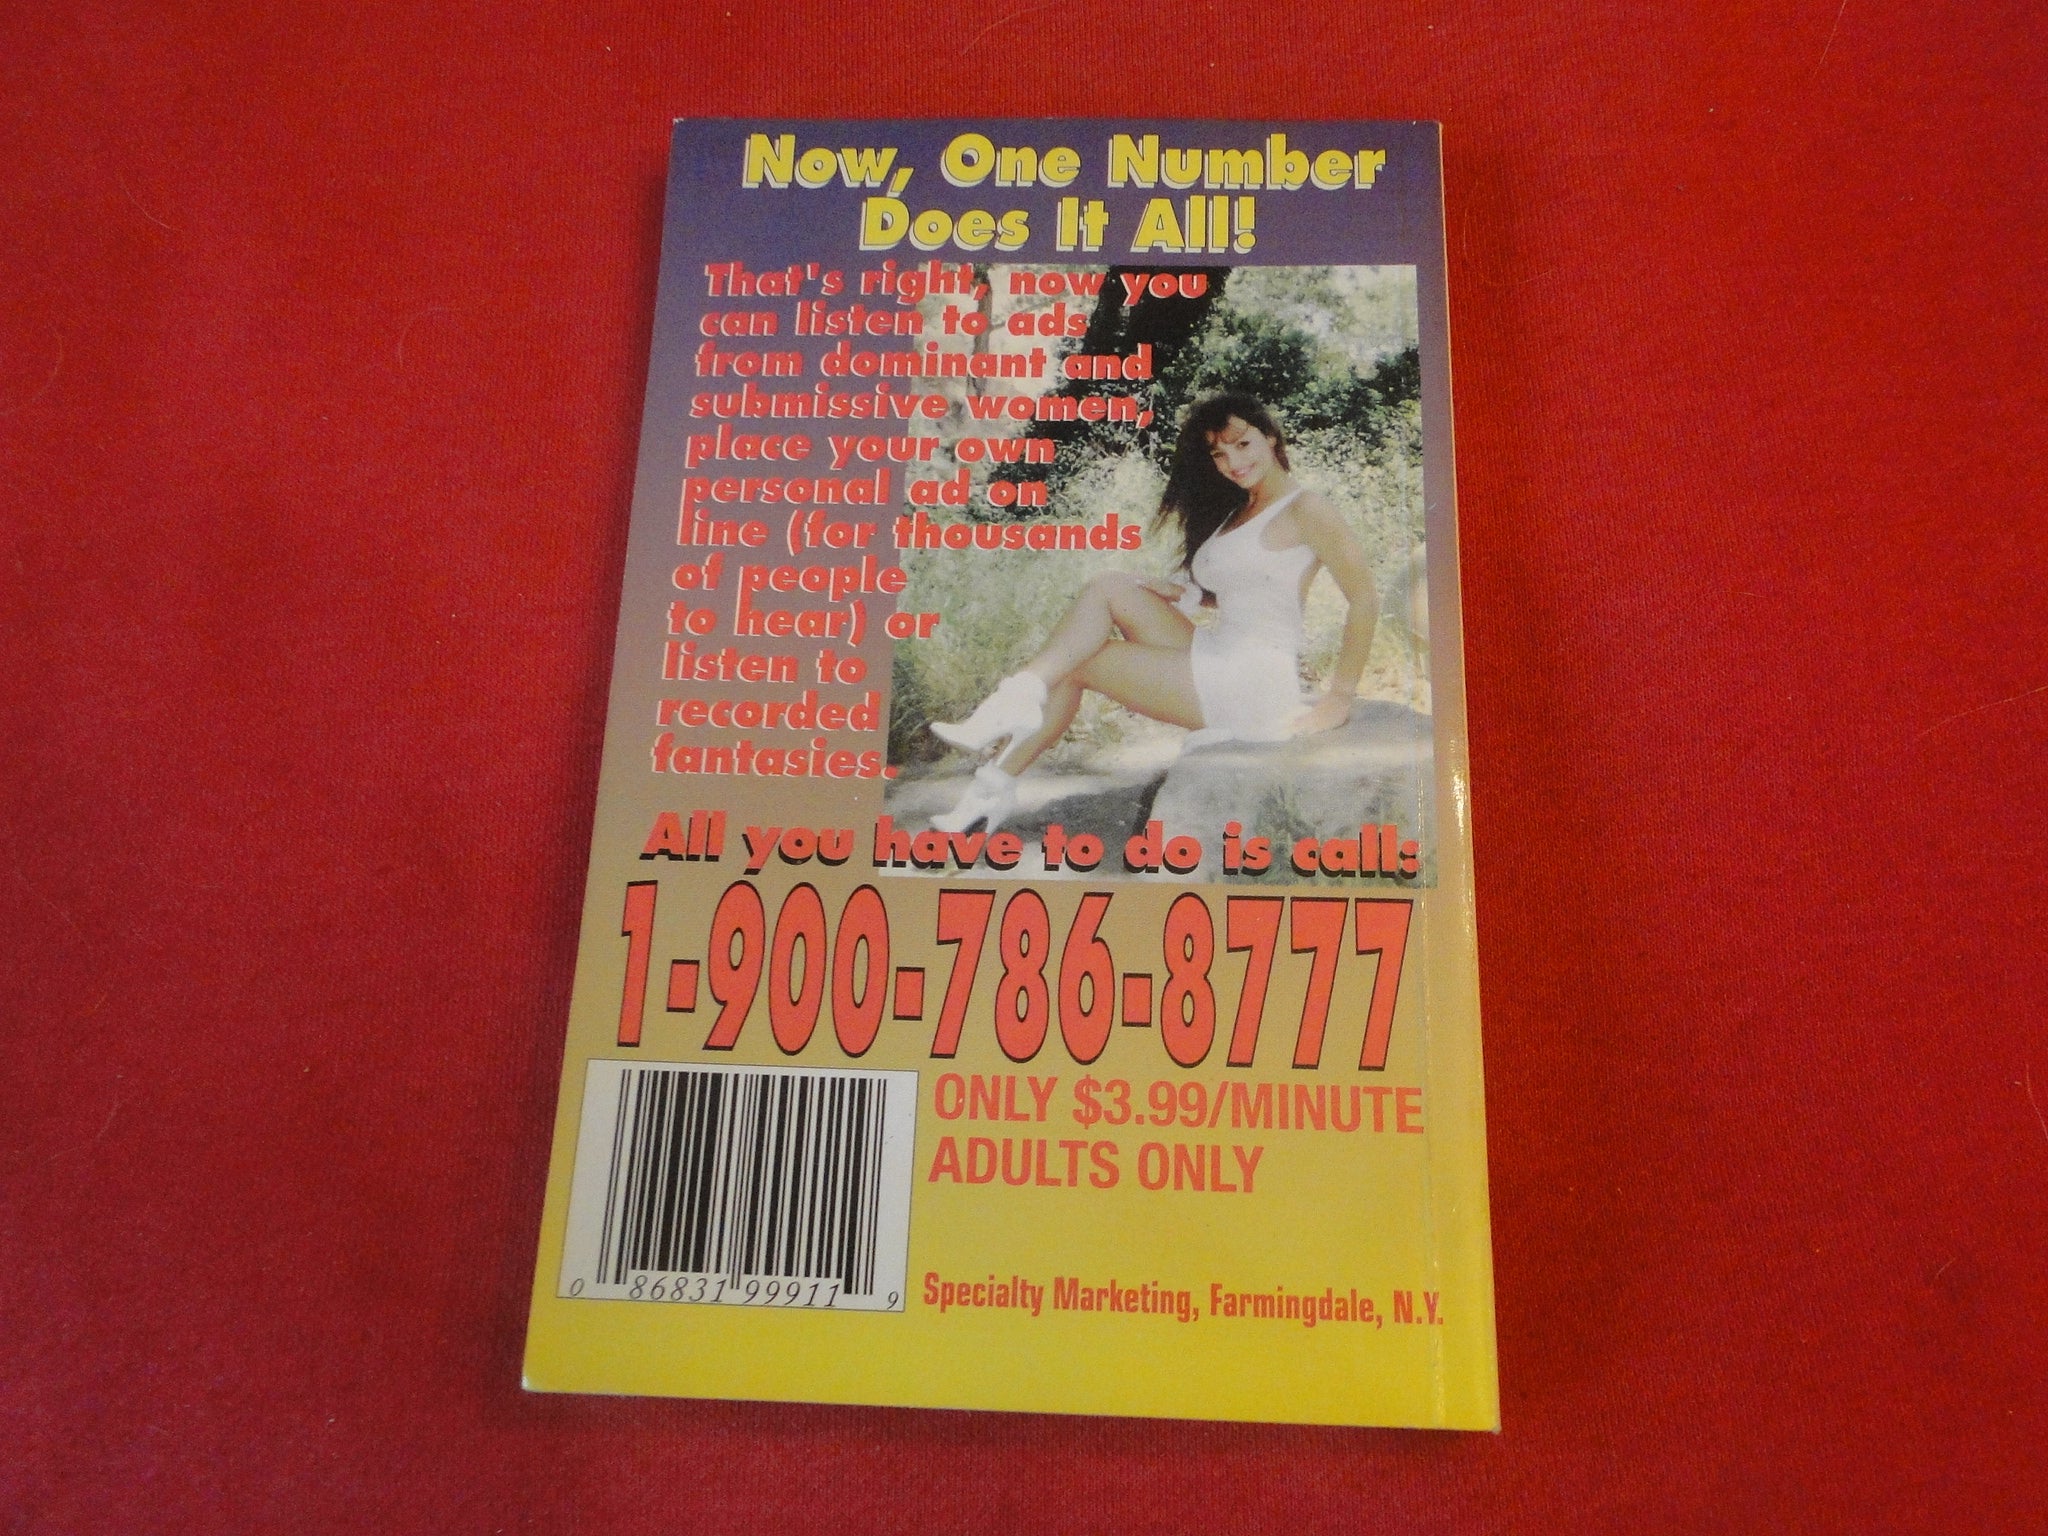 Now, One Number
Does It All!
That's right, now you
can listen to ads
from dominant and
submissive women,
place your own
personal ad on
line (for thousands
of people
to hear) or
listen to
recorded
fantasies.
All you have to do is call:
1-900-786-8777
ONLY $3.99/MINUTE
ADULTS ONLY
0 86831 99911 9
Specialty Marketing, Farmingdale, N.Y.